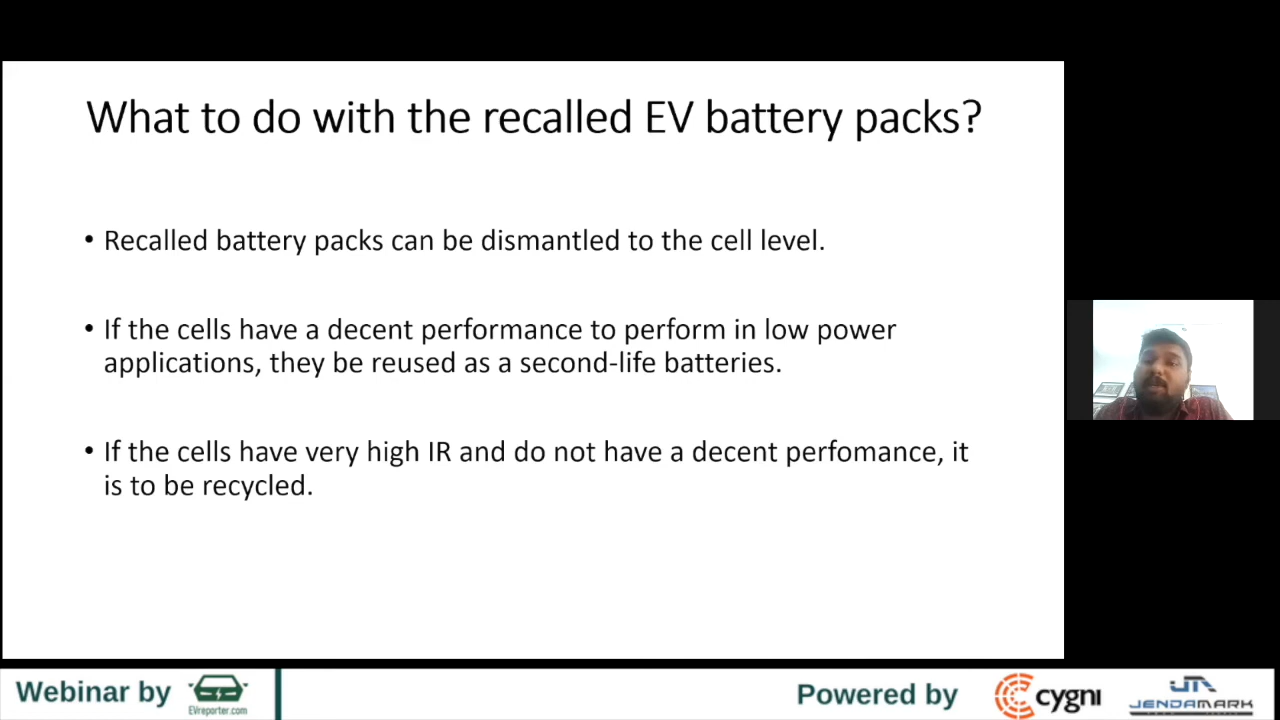 What to do with the recalled EV battery packs?
• Recalled battery packs can be dismantled to the cell level.
• If the cells have a decent performance to perform in low power
applications, they be reused as a second-life batteries.
• If the cells have very high IR and do not have a decent perfomance, it
is to be recycled.
Webinar by
EVreporter.com
Powered by
cygni
JENDAMARK